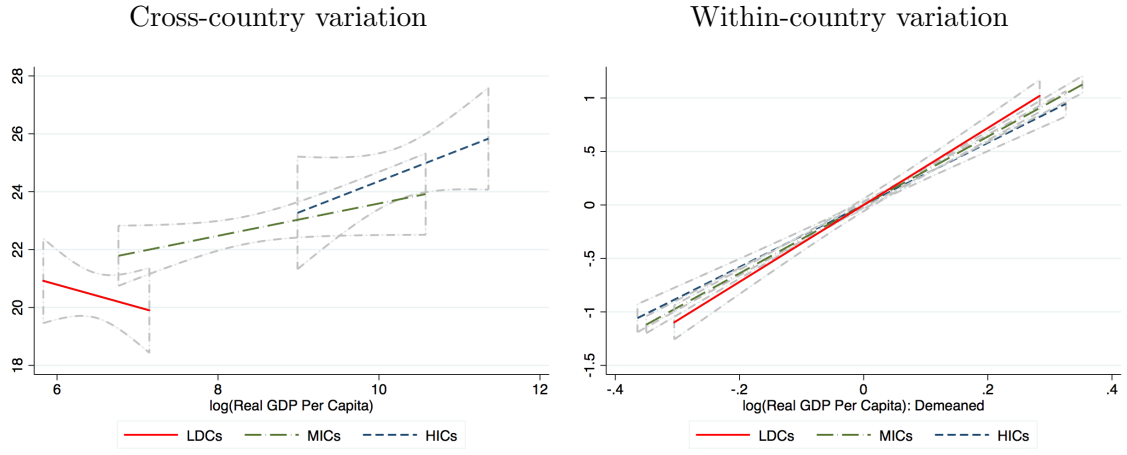 Cross-country variation
28
26
24
22
20
18
6 8 10 12
log(Real GDP Per Capita)
LDCs MICs HICs
Within-country variation
1
.5
0
-.5
-1
-1.5
-.4 -.2 0 .2 .4
log(Real GDP Per Capita): Demeaned
LDCs MICs HICs